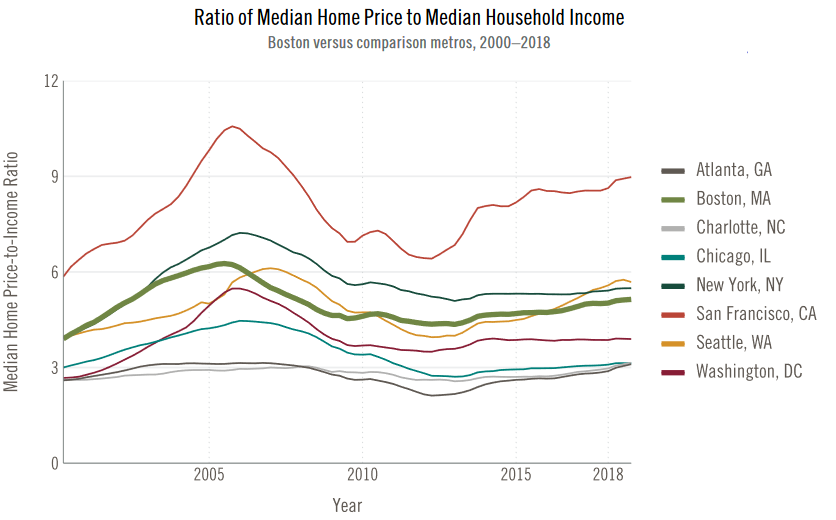 Ratio of Median Home Price to Median Household Income
Boston versus comparison metros, 2000–2018
Median Home Price-to-Income Ratio
12
9
6
3
0
2005
2010
2015
2018
Year
Atlanta, GA
Boston, MA
Charlotte, NC
Chicago, IL
New York, NY
San Francisco, CA
Seattle, WA
Washington, DC